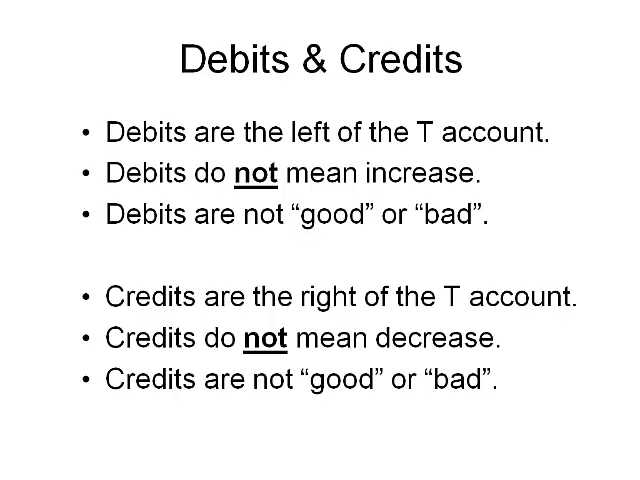 Debits & Credits
• Debits are the left of the T account.
• Debits do not mean increase.
• Debits are not “good” or “bad”.
• Credits are the right of the T account.
• Credits do not mean decrease.
• Credits are not “good” or “bad”.